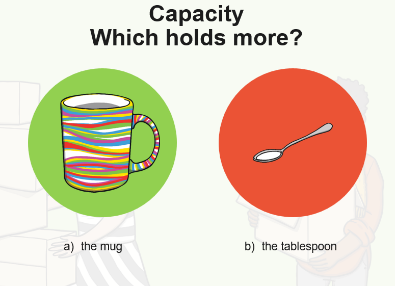 Capacity
Which holds more?
a) the mug
b) the tablespoon